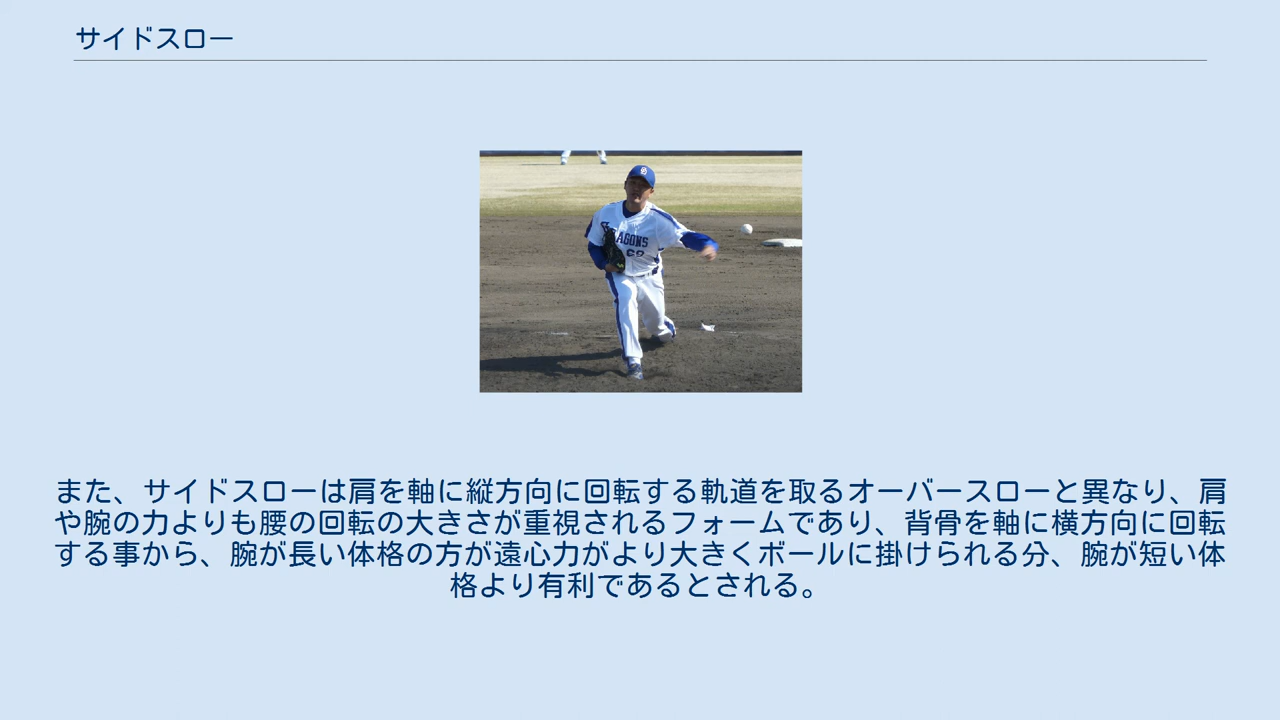 サイドスロー
また、サイドスローは肩を軸に縦方向に回転する軌道を取るオーバースローと異なり、肩
や腕の力よりも腰の回転の大きさが重視されるフォームであり、背骨を軸に横方向に回転
する事から、腕が長い体格の方が遠心力がより大きくボールに掛けられる分、腕が短い体
格より有利であるとされる。